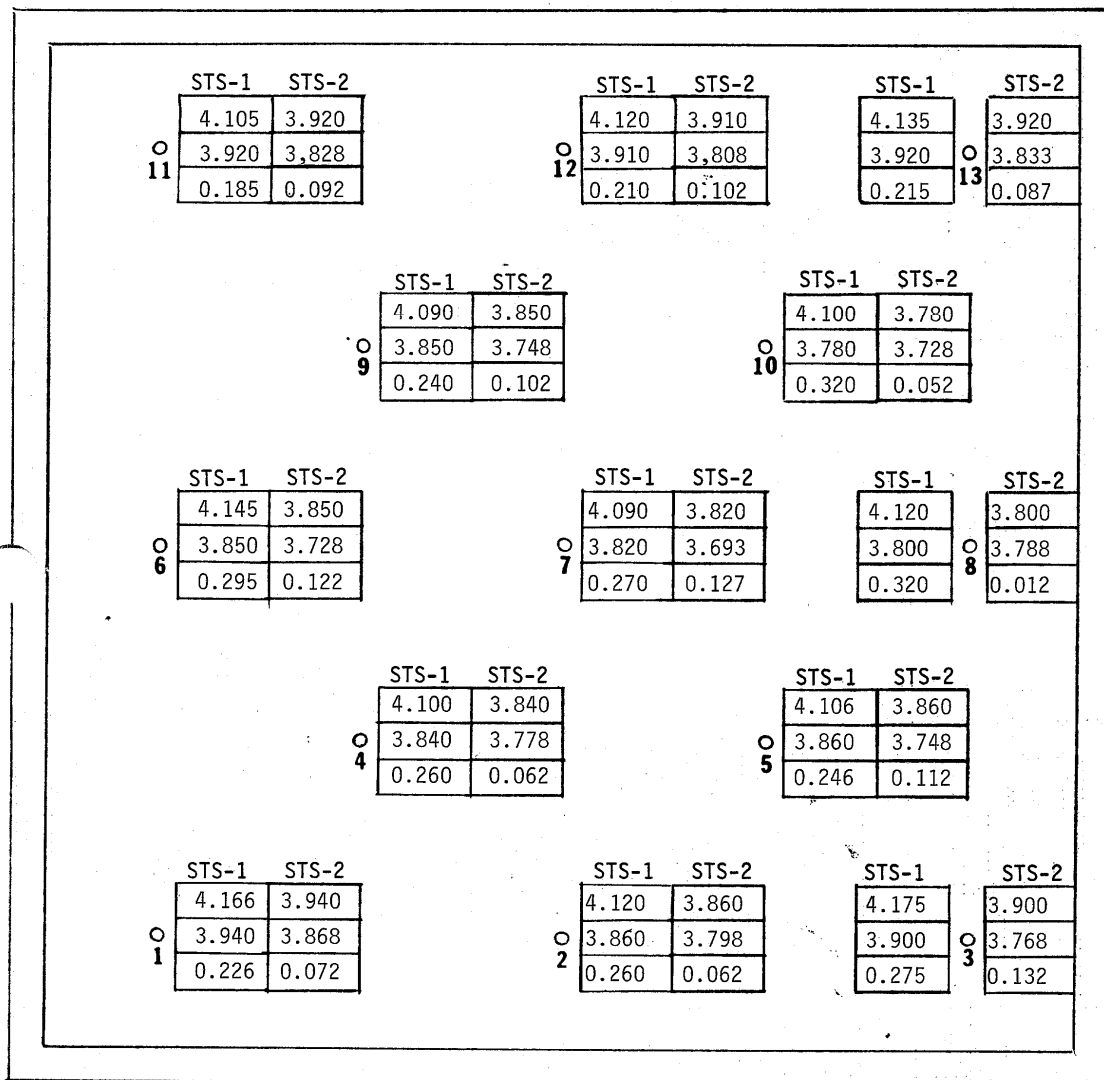 STS-1 STS-2 STS-1 STS-2 STS-1 STS-2
4.105 3.920 4.120 3.910 4.135 3.920
11 3.920 3,828 12 3.910 3,808 3.920 13 3.833
0.185 0.092 0.210 0.102 0.215 0.087
STS-1 STS-2 STS-1 STS-2
4.090 3.850 4.100 3.780
9 3.850 3.748 10 3.780 3.728
0.240 0.102 0.320 0.052
STS-1 STS-2 STS-1 STS-2 STS-1 STS-2
4.145 3.850 4.090 3.820 4.120 3.800
6 3.850 3.728 7 3.820 3.693 3.800 8 3.788
0.295 0.122 0.270 0.127 0.320 0.012
STS-1 STS-2 STS-1 STS-2
4.100 3.840 4.106 3.860
4 3.840 3.778 5 3.860 3.748
0.260 0.062 0.246 0.112
STS-1 STS-2 STS-1 STS-2 STS-1 STS-2
4.166 3.940 4.120 3.860 4.175 3.900
1 3.940 3.868 2 3.860 3.798 3.900 3 3.768
0.226 0.072 0.260 0.062 0.275 0.132